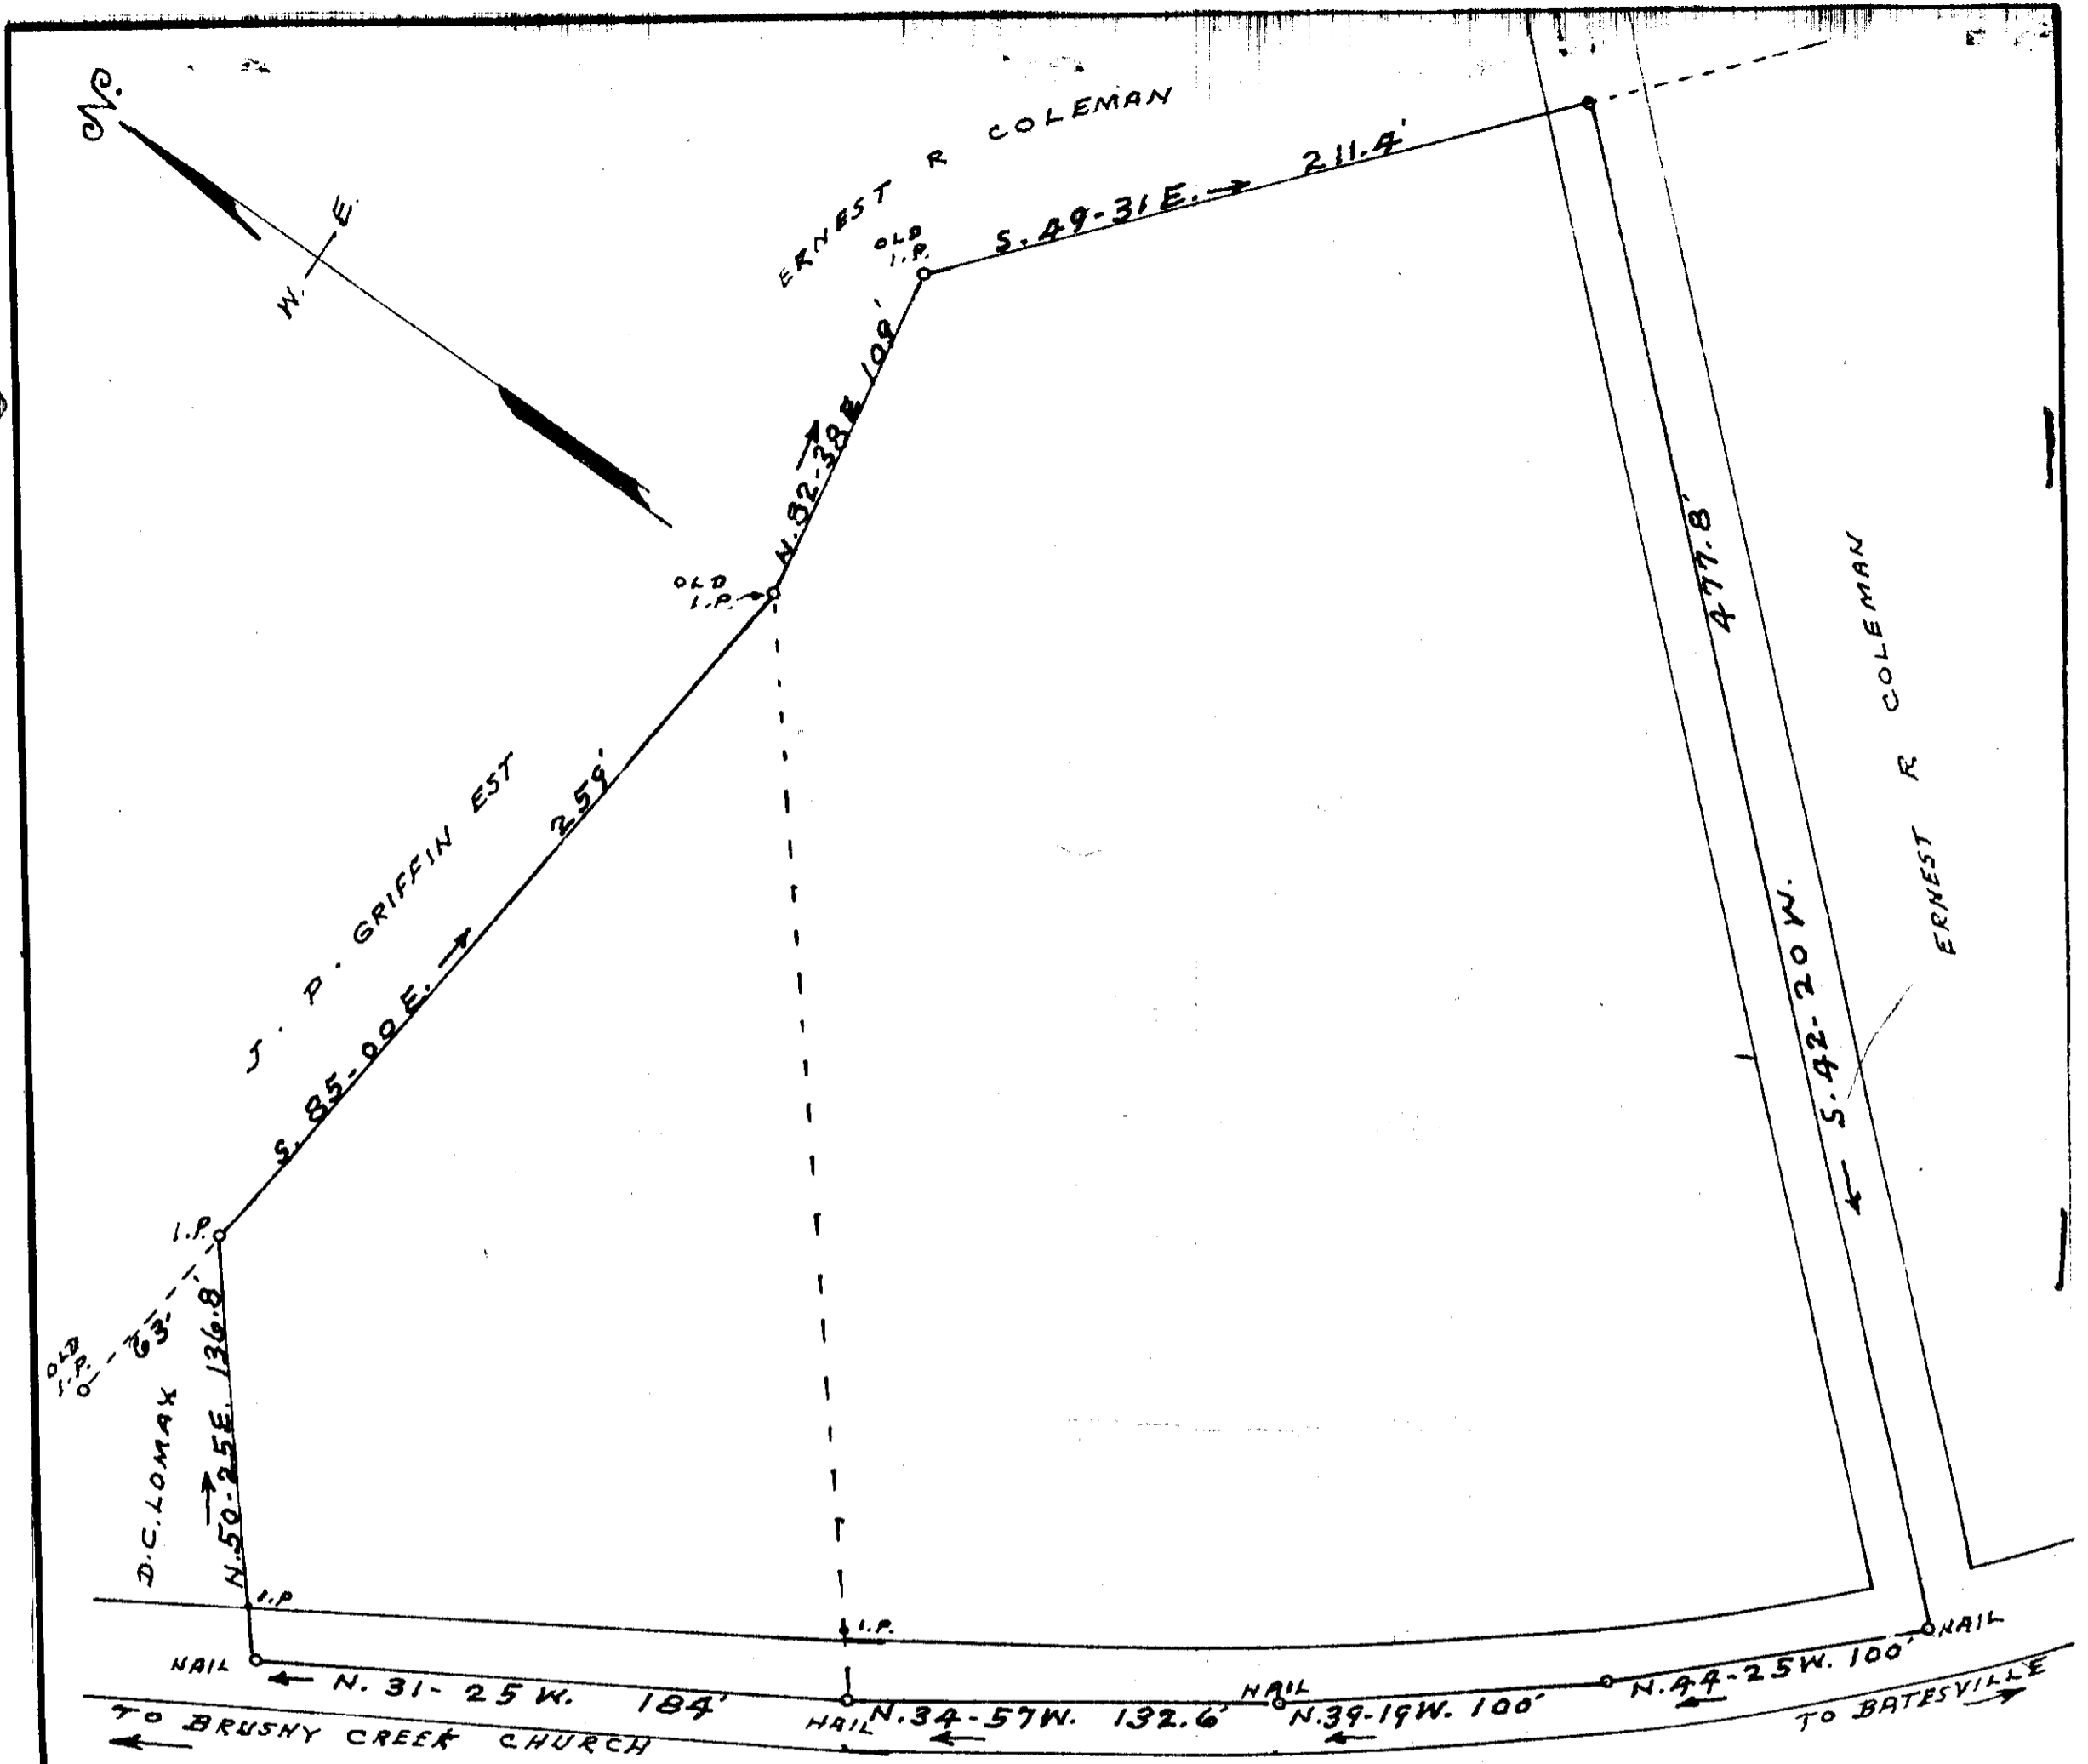 N.
E.
W.
ERNEST R COLEMAN
211.4'
S. 49-31 E.
OLD
I.P.
N. 82-38 E 109'
OLD
I.P.
477.8'
S. 42-20 W.
ERNEST R COLEMAN
J. P. GRIFFIN EST
259'
S. 85-00 E.
I.P.
63'
OLD
I.P.
D.C. LOMAX
N. 50-25 E. 136.8'
I.P.
I.P.
NAIL
N. 31-25 W. 184'
NAIL
N. 34-57 W. 132.6'
NAIL
N. 39-19 W. 100'
N. 44-25 W. 100'
NAIL
TO BRUSHY CREEK CHURCH
TO BATESVILLE